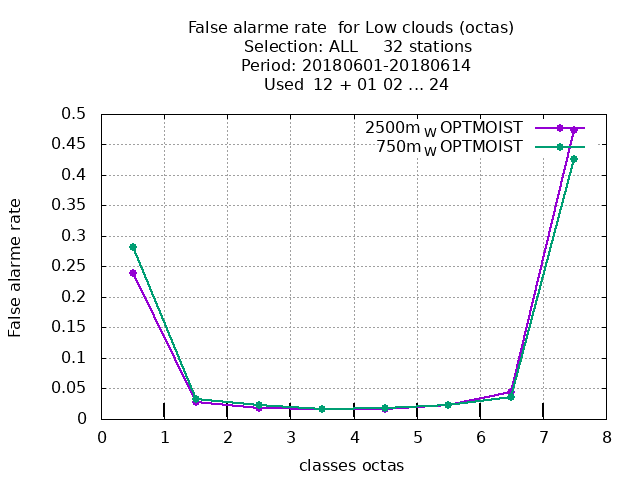 False alarme rate  for Low clouds (octas)
Selection: ALL     32 stations
Period: 20180601-20180614
Used  12 + 01 02 ... 24
2500m_W OPTMOIST
750m_W OPTMOIST
0.5
0.45
0.4
0.35
0.3
0.25
0.2
0.15
0.1
0.05
0
False alarme rate
0 1 2 3 4 5 6 7 8
classes octas